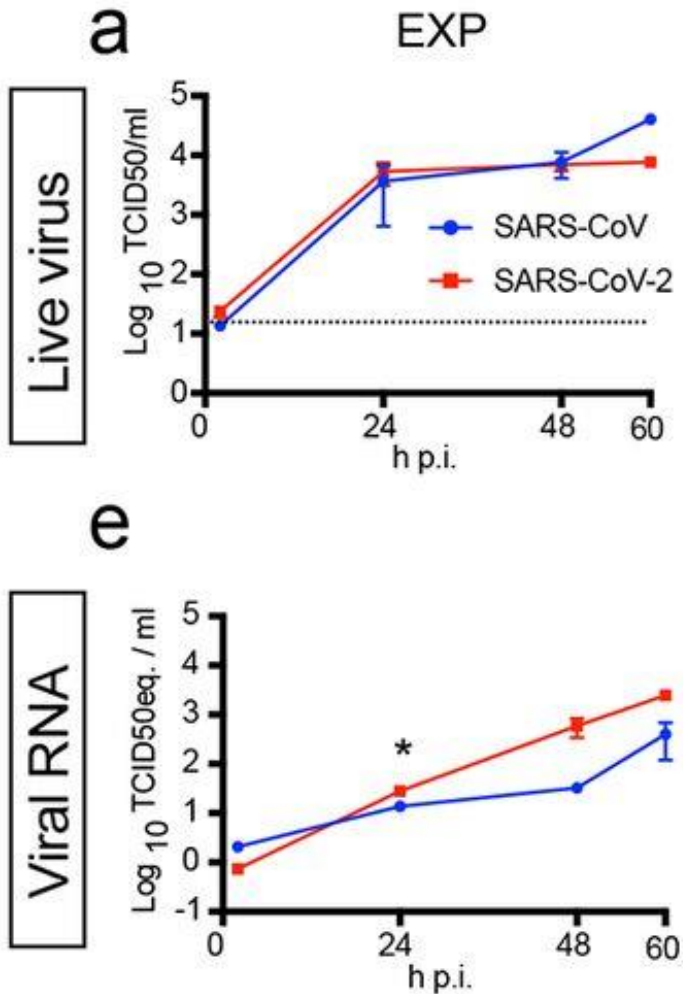 a
EXP
Live virus
Log 10 TCID50/ml
5
4
3
2
1
0
SARS-CoV
SARS-CoV-2
0
24
48
60
h p.i.
e
Viral RNA
Log 10 TCID50eq. / ml
5
4
3
2
1
0
-1
*
0
24
48
60
h p.i.